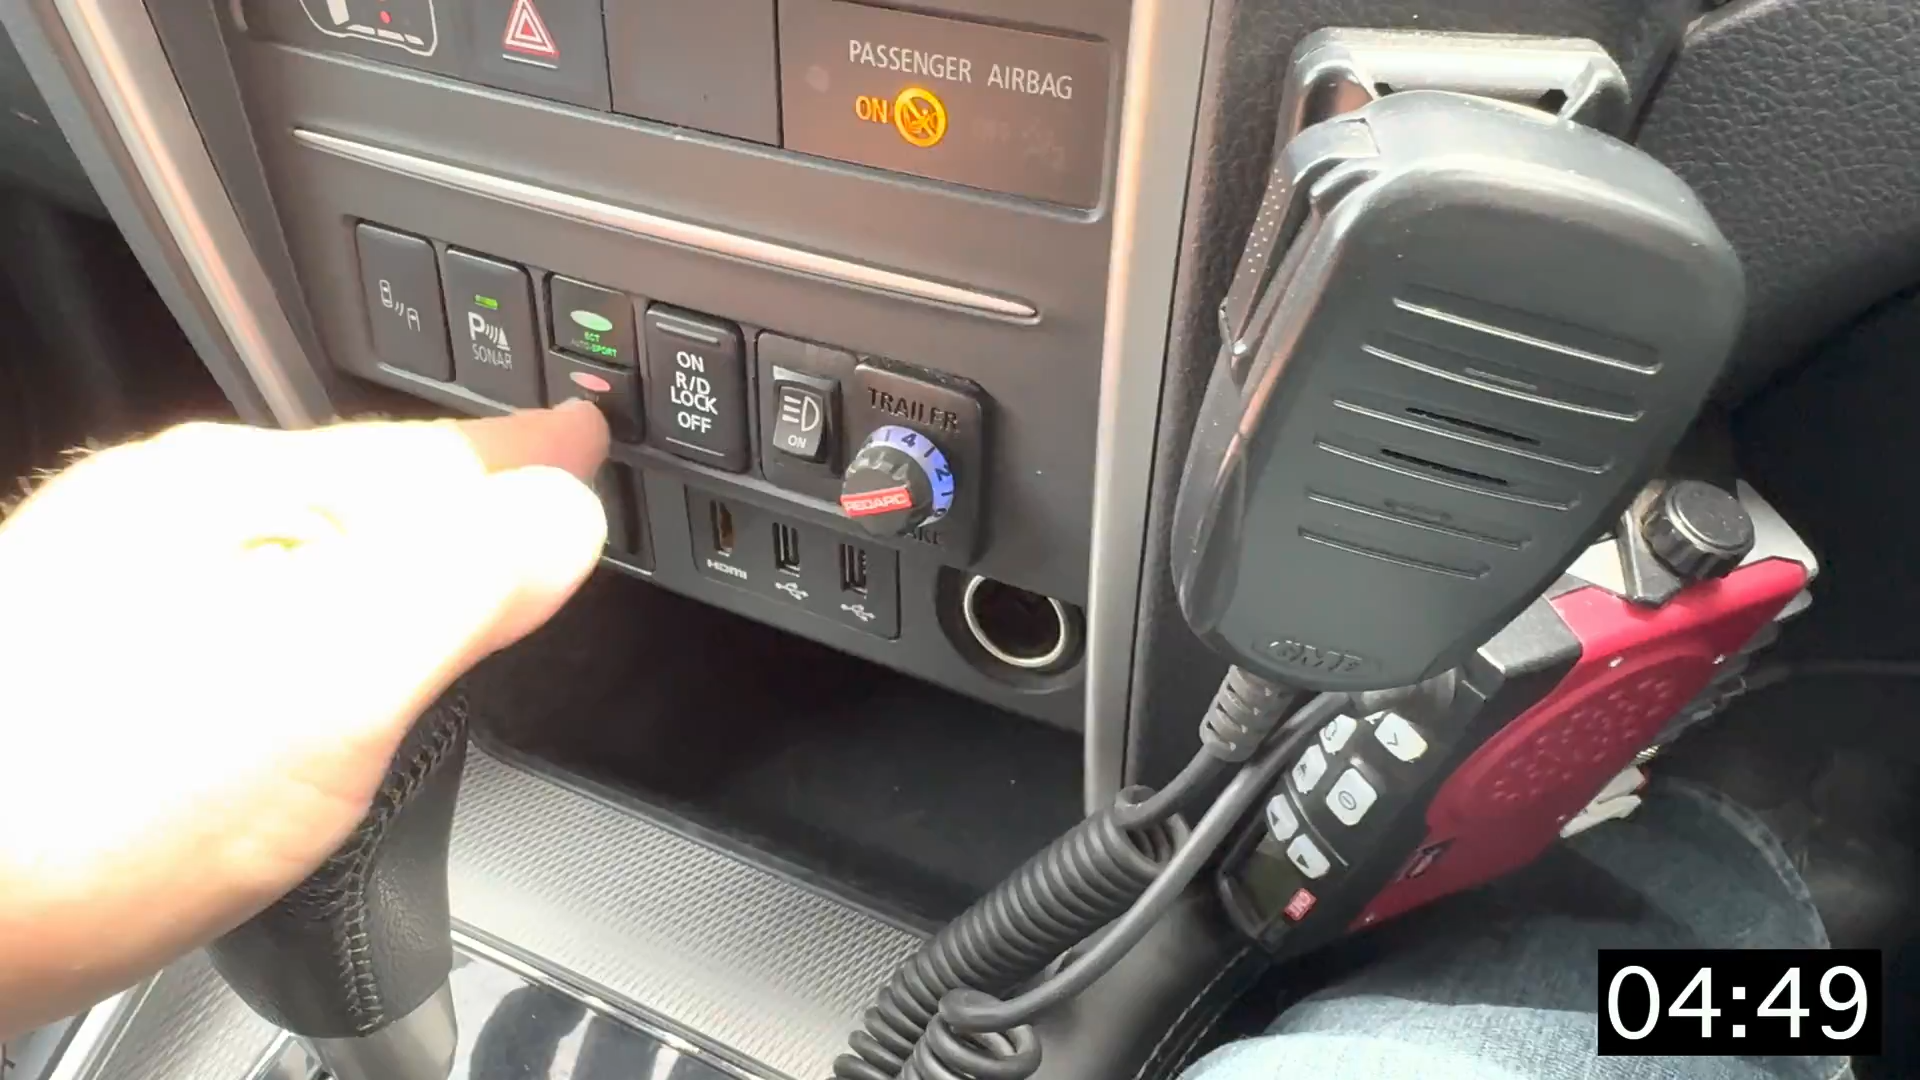 PASSENGER AIRBAG
ON
P
SONAR
ECT
AUTO-SPORT
ON
R/D
LOCK
OFF
ON
TRAILER
4
2
REDARC
HDMI
GME
04:49